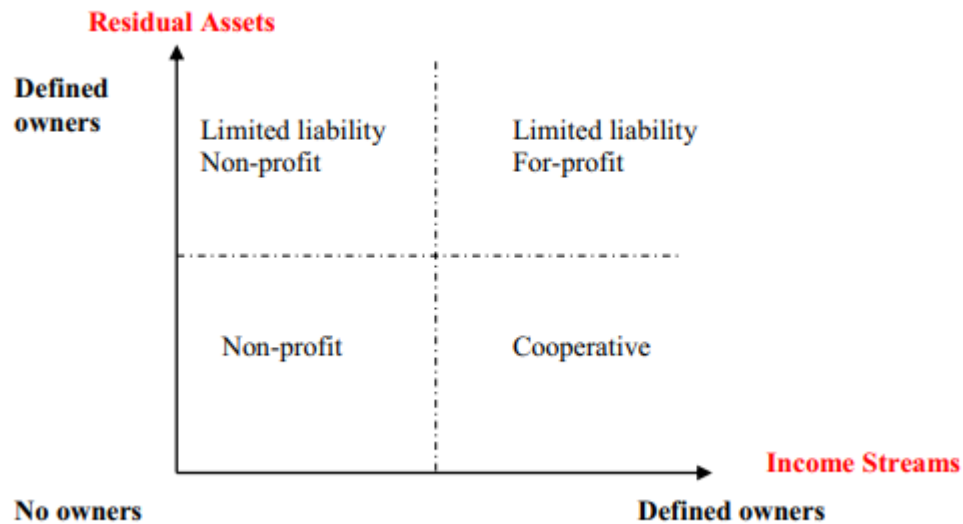 Residual Assets
Defined
owners
Limited liability
Non-profit
Limited liability
For-profit
Non-profit
Cooperative
Income Streams
No owners
Defined owners